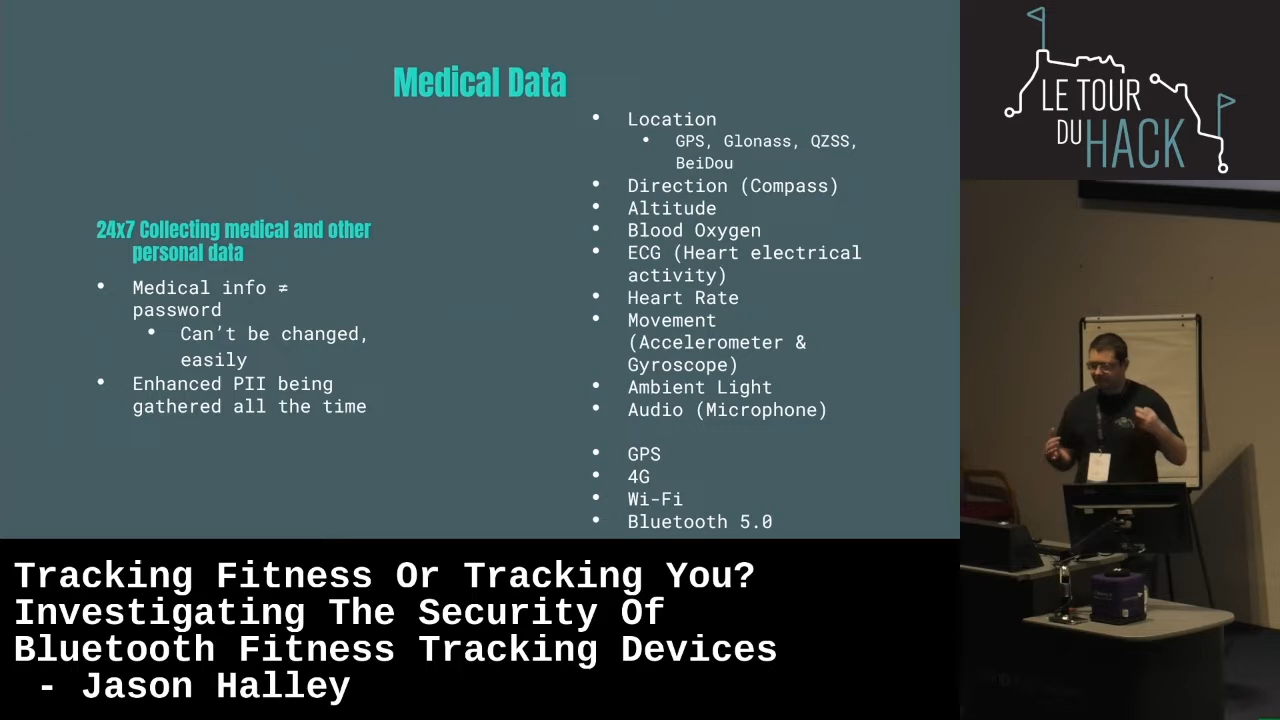 Medical Data
24x7 Collecting medical and other
personal data
• Medical info ≠
password
• Can’t be changed,
easily
• Enhanced PII being
gathered all the time
• Location
• GPS, Glonass, QZSS,
BeiDou
• Direction (Compass)
• Altitude
• Blood Oxygen
• ECG (Heart electrical
activity)
• Heart Rate
• Movement
(Accelerometer &
Gyroscope)
• Ambient Light
• Audio (Microphone)
• GPS
• 4G
• Wi-Fi
• Bluetooth 5.0
LE TOUR
DU HACK
Tracking Fitness Or Tracking You?
Investigating The Security Of
Bluetooth Fitness Tracking Devices
- Jason Halley